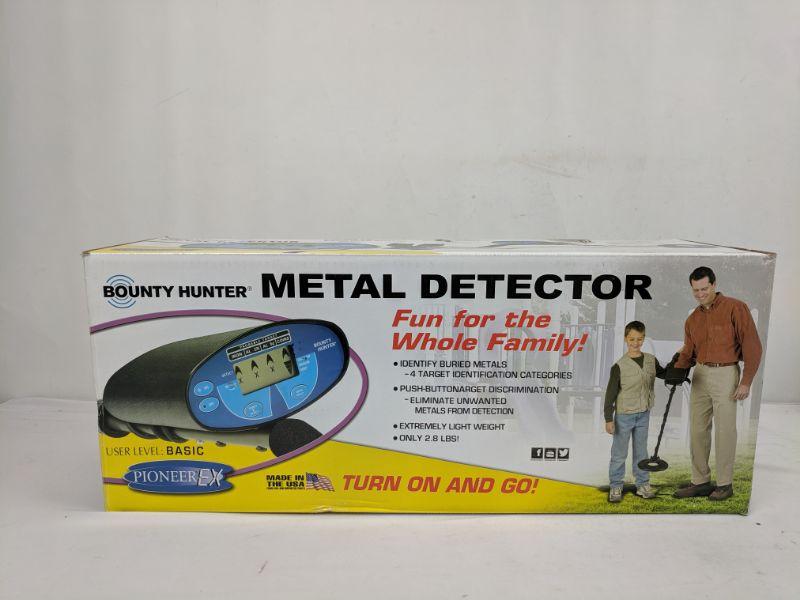 BOUNTY HUNTER® METAL DETECTOR
Fun for the
Whole Family!
• IDENTIFY BURIED METALS
- 4 TARGET IDENTIFICATION CATEGORIES
• PUSH-BUTTONARGET DISCRIMINATION
- ELIMINATE UNWANTED
METALS FROM DETECTION
• EXTREMELY LIGHT WEIGHT
• ONLY 2.8 LBS!
BOUNTY
HUNTER
USER LEVEL: BASIC
PIONEER EX
MADE IN
THE USA
TURN ON AND GO!